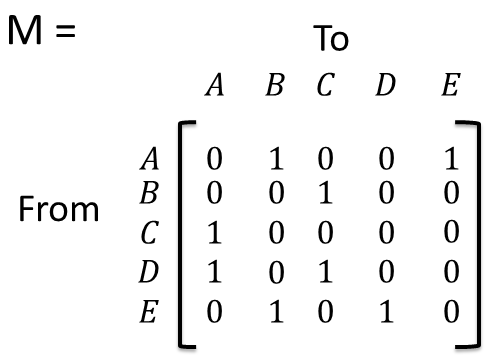 M =
To
A B C D E
A 0 1 0 0 1
B 0 0 1 0 0
From
C 1 0 0 0 0
D 1 0 1 0 0
E 0 1 0 1 0